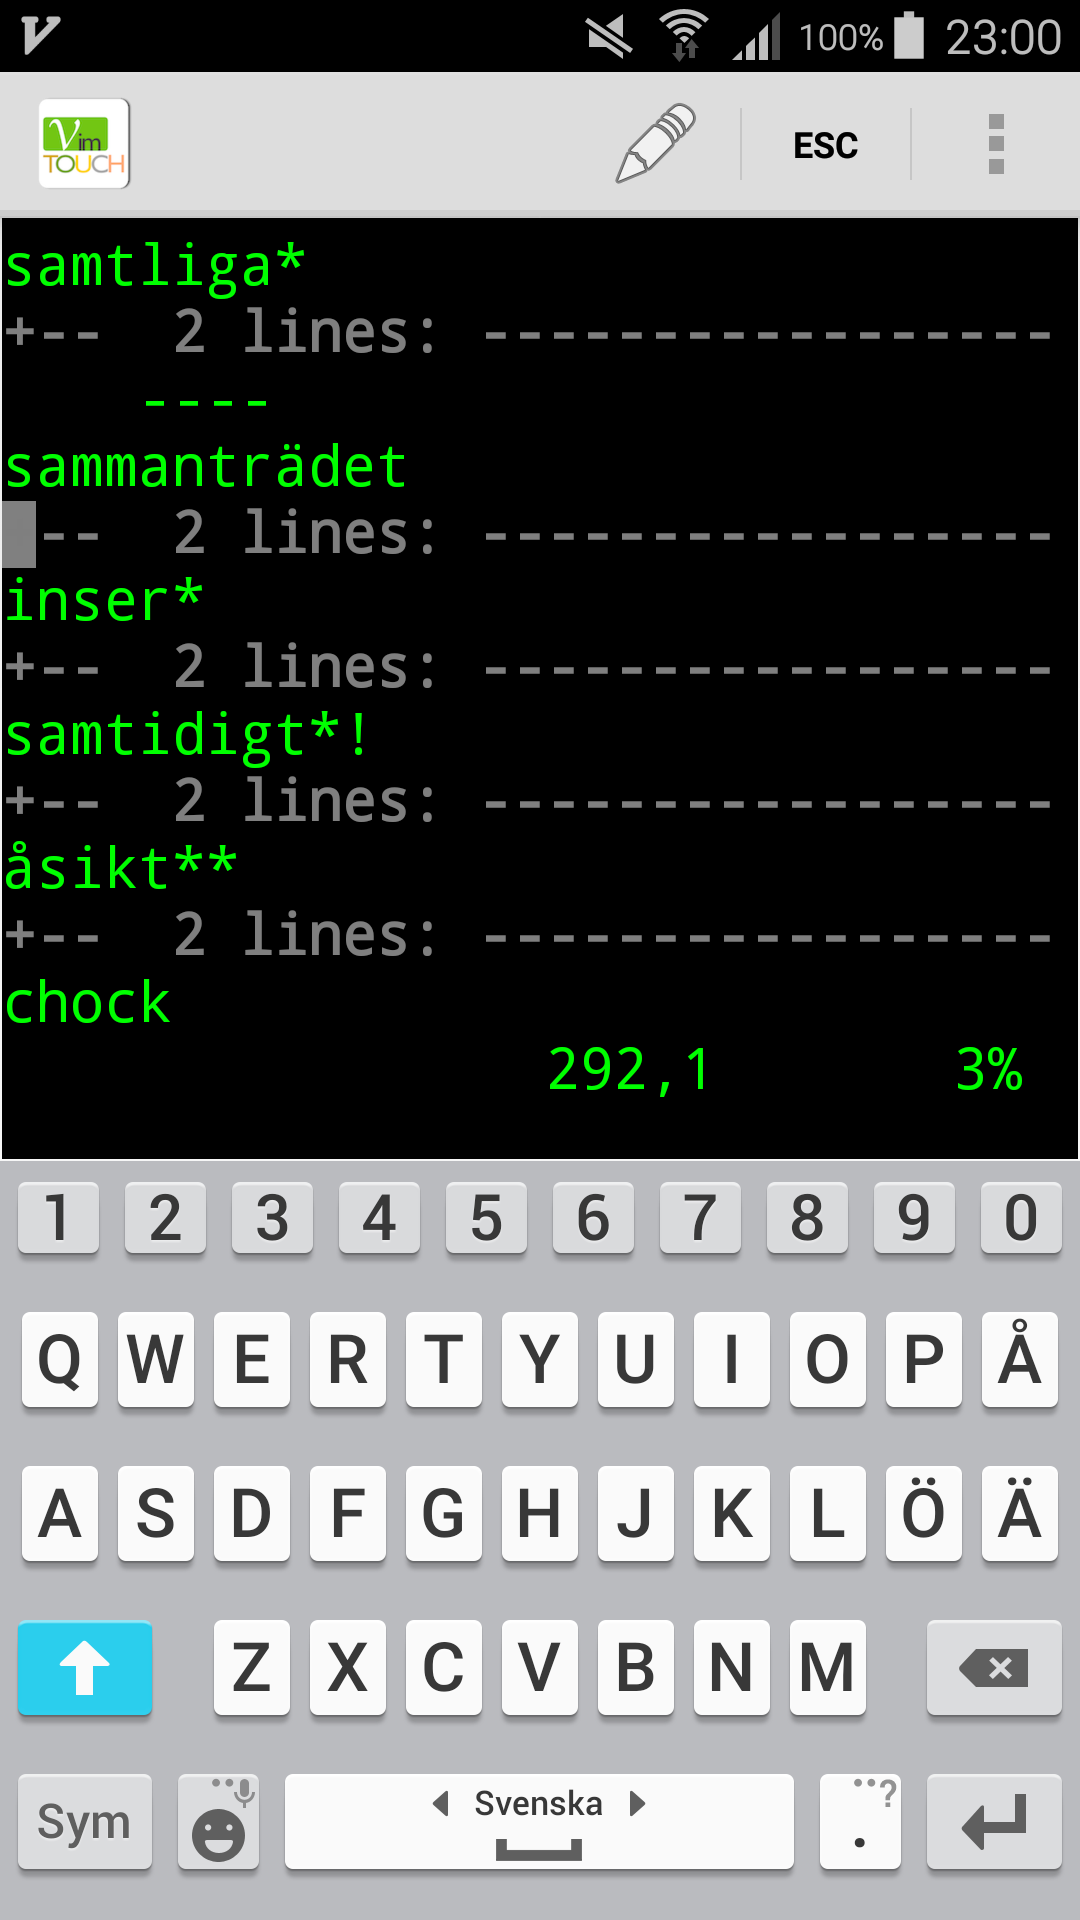 100% 23:00
Vim TOUCH ESC
samtliga*
+--  2 lines: -----------------
----
sammanträdet
--  2 lines: -----------------
inser*
+--  2 lines: -----------------
samtidigt*!
+--  2 lines: -----------------
åsikt**
+--  2 lines: -----------------
chock
292,1 3%
1 2 3 4 5 6 7 8 9 0
Q W E R T Y U I O P Å
A S D F G H J K L Ö Ä
Z X C V B N M
Sym Svenska . ?